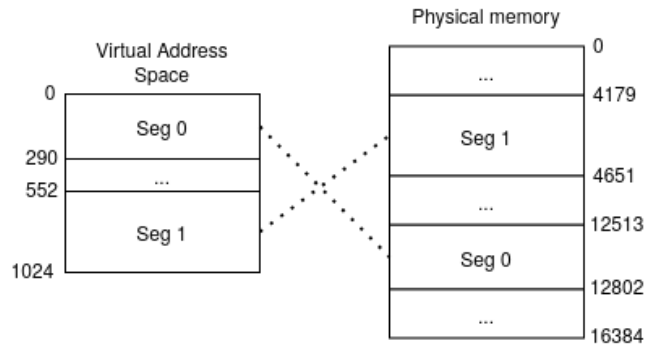 Virtual Address
Space
0
Seg 0
290
...
552
Seg 1
1024
Physical memory
0
...
4179
Seg 1
4651
...
12513
Seg 0
12802
...
16384